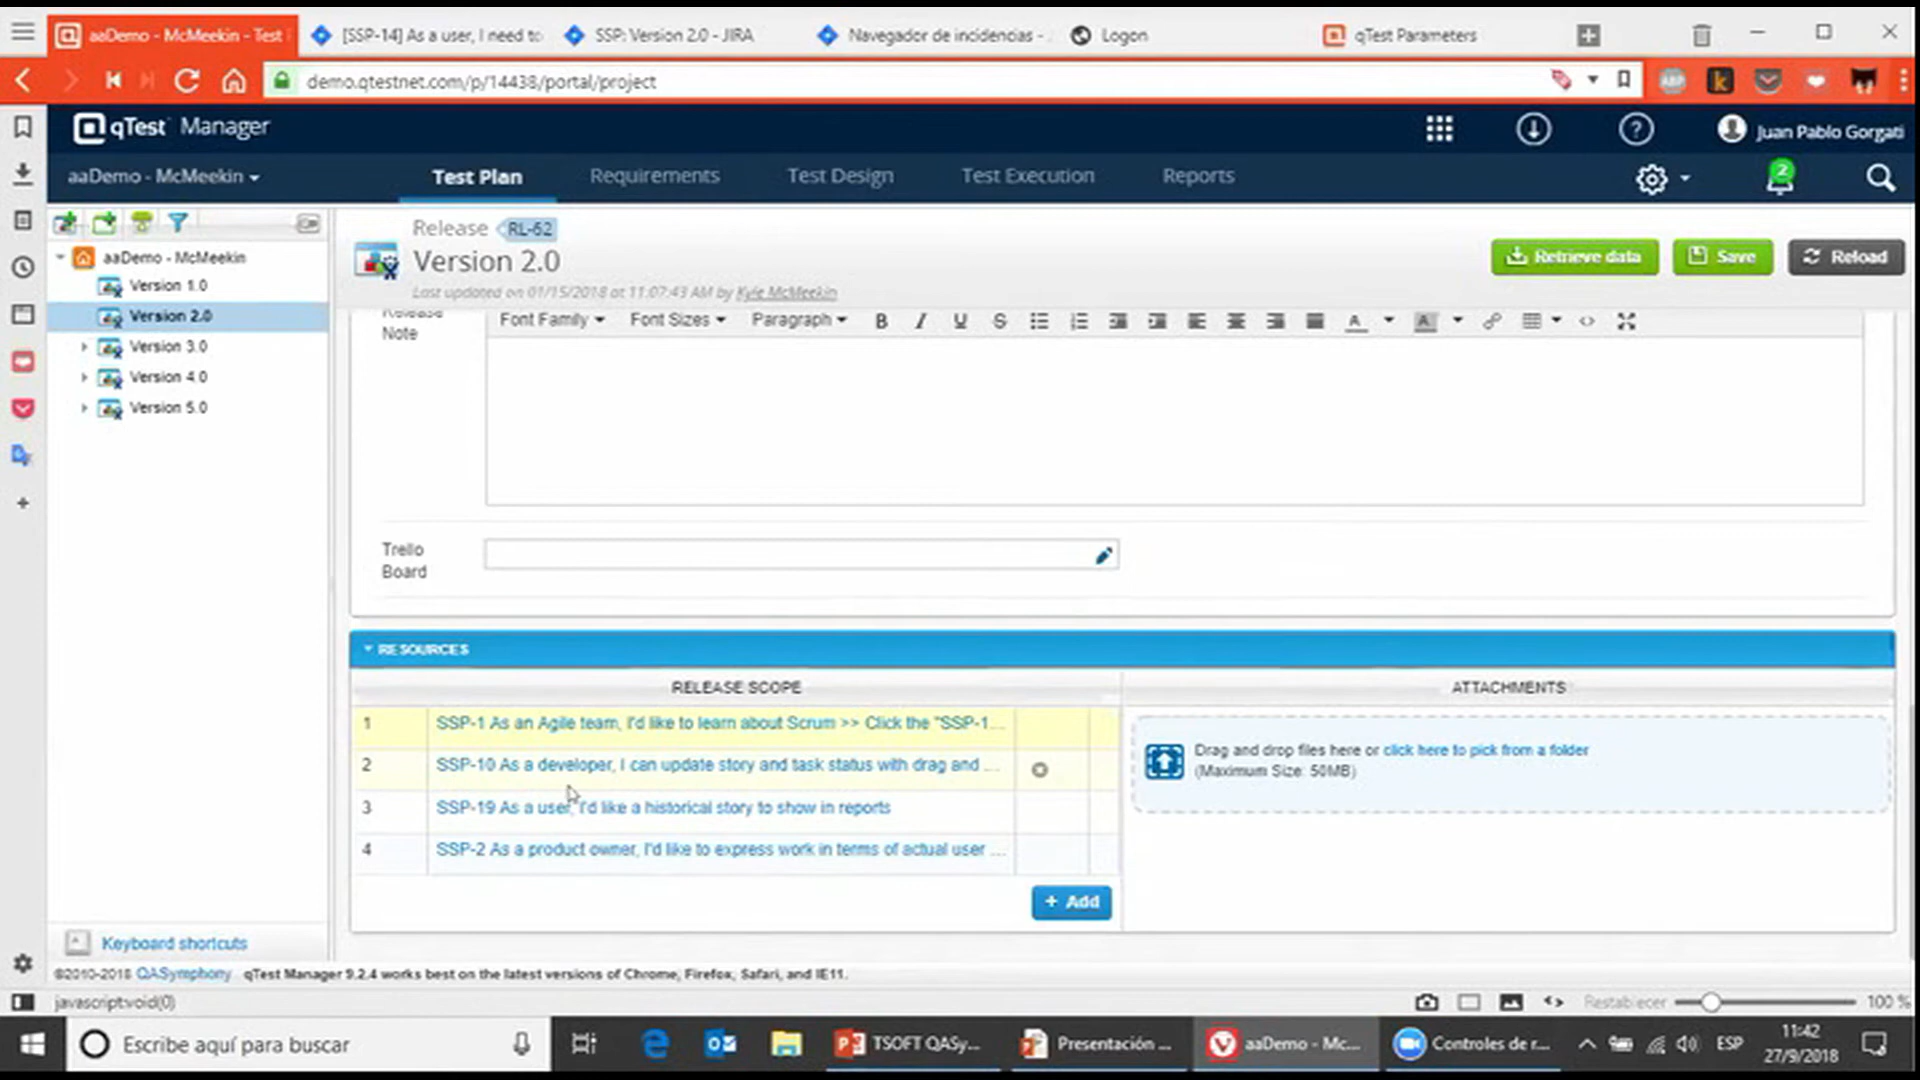 aaDemo - McMeekin - Test
[SSP-14] As a user, I need to
SSP: Version 2.0 - JIRA
Navegador de incidencias -
Logon
qTest Parameters
demo.qtestnet.com/p/14438/portal/project
qTest Manager
Juan Pablo Gorgati
aaDemo - McMeekin
Test Plan
Requirements
Test Design
Test Execution
Reports
2
aaDemo - McMeekin
Version 1.0
Version 2.0
Version 3.0
Version 4.0
Version 5.0
Release RL-62
Version 2.0
Last updated on 01/15/2018 at 11:07:43 AM by Kyle McMeekin
Retrieve data
Save
Reload
Release
Note
Font Family
Font Sizes
Paragraph
Trello
Board
RESOURCES
RELEASE SCOPE
ATTACHMENTS
1 SSP-1 As an Agile team, I'd like to learn about Scrum >> Click the "SSP-1...
2 SSP-10 As a developer, I can update story and task status with drag and ...
3 SSP-19 As a user, I'd like a historical story to show in reports
4 SSP-2 As a product owner, I'd like to express work in terms of actual user ...
+ Add
Drag and drop files here or click here to pick from a folder
(Maximum Size: 50MB)
Keyboard shortcuts
©2010-2018 QASymphony qTest Manager 9.2.4 works best on the latest versions of Chrome, Firefox, Safari, and IE11.
javascript:void(0)
Restablecer
100 %
Escribe aquí para buscar
TSOFT QASy...
Presentación ...
aaDemo - Mc...
Controles de r...
ESP
11:42
27/9/2018